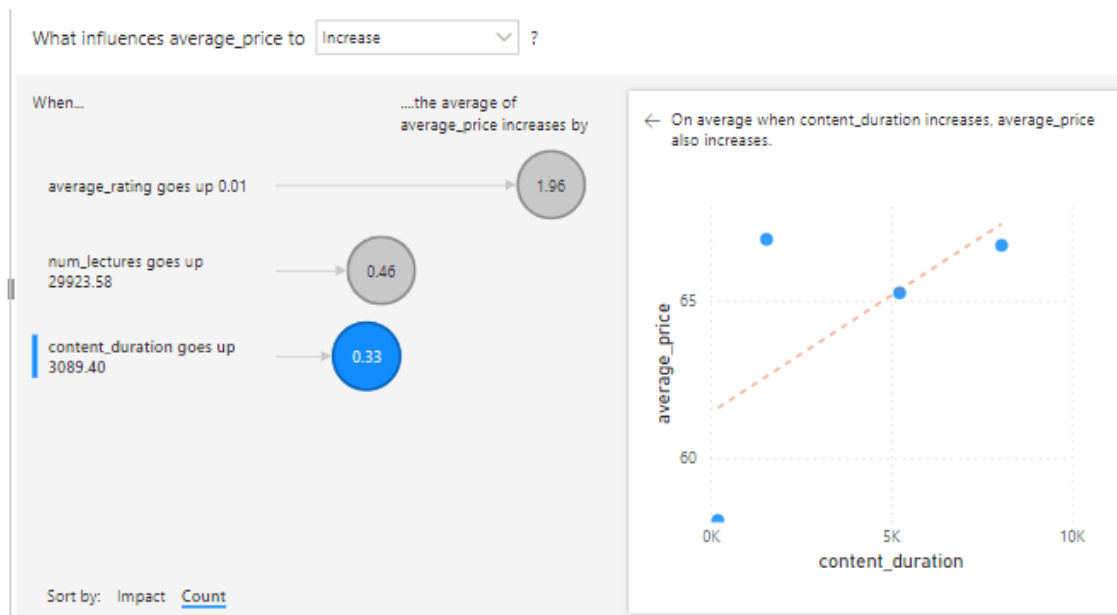 What influences average_price to Increase ?
When...
....the average of
average_price increases by
average_rating goes up 0.01
1.96
num_lectures goes up
29923.58
0.46
content_duration goes up
3089.40
0.33
Sort by: Impact Count
← On average when content_duration increases, average_price
also increases.
average_price
65
60
0K 5K 10K
content_duration